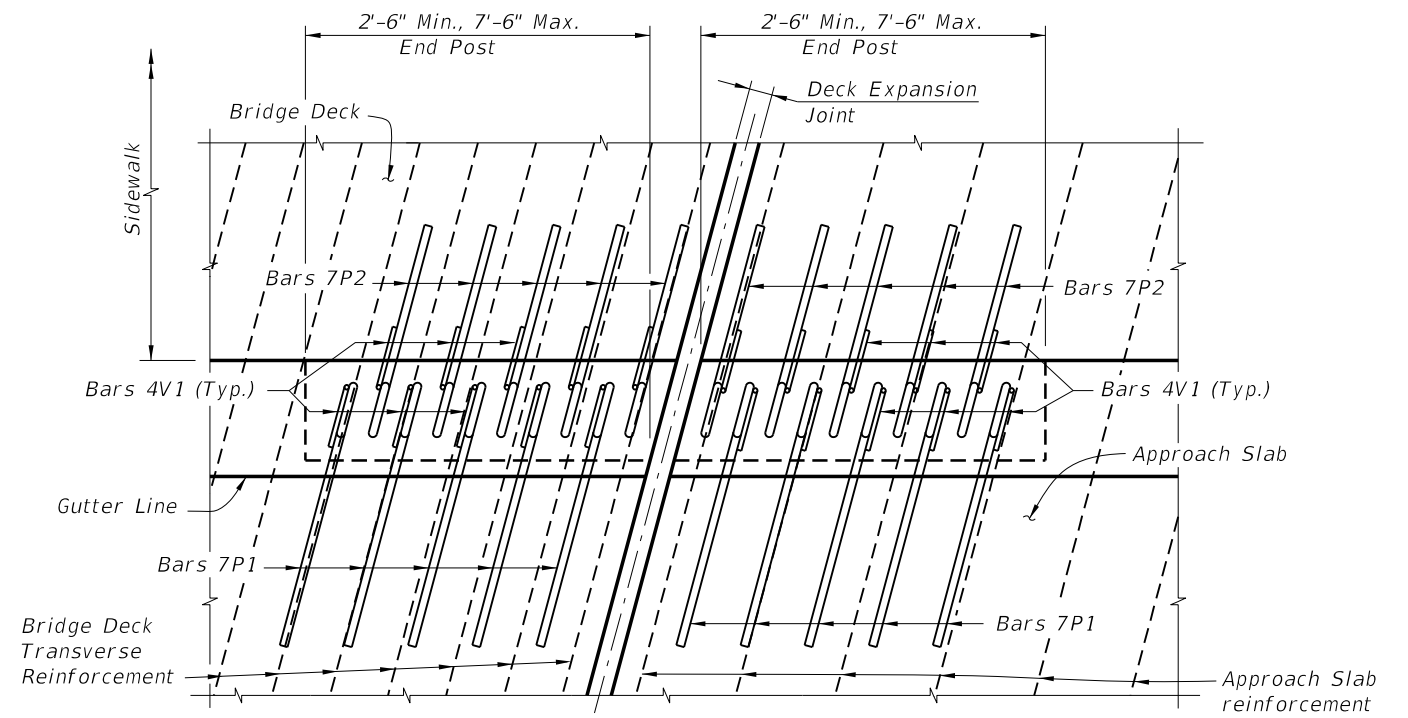 2'-6" Min., 7'-6" Max.
End Post
2'-6" Min., 7'-6" Max.
End Post
Deck Expansion
Joint
Bridge Deck
Sidewalk
Bars 7P2
Bars 7P2
Bars 4V1 (Typ.)
Bars 4V1 (Typ.)
Approach Slab
Gutter Line
Bars 7P1
Bars 7P1
Bridge Deck
Transverse
Reinforcement
Approach Slab
reinforcement